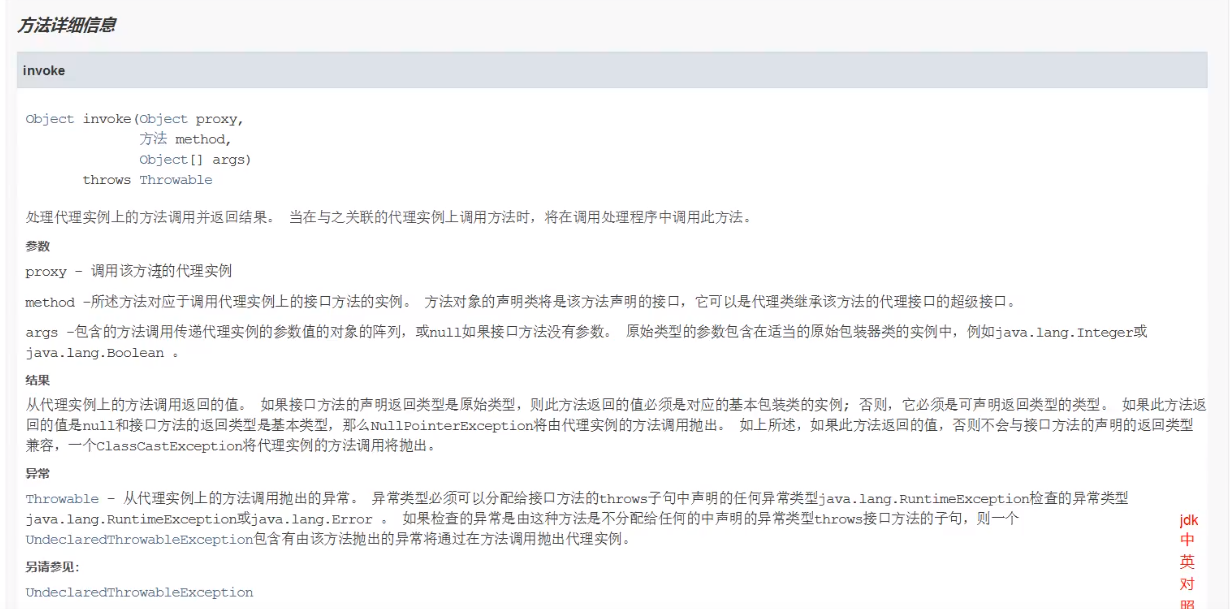 方法详细信息
invoke
Object invoke(Object proxy,
方法 method,
Object[] args)
throws Throwable
处理代理实例上的方法调用并返回结果。 当在与之关联的代理实例上调用方法时，将在调用处理程序中调用此方法。
参数
proxy - 调用该方法的代理实例
method -所述方法对应于调用代理实例上的接口方法的实例。 方法对象的声明类将是该方法声明的接口，它可以是代理类继承该方法的代理接口的超级接口。
args -包含的方法调用传递代理实例的参数值的对象的阵列，或null如果接口方法没有参数。 原始类型的参数包含在适当的原始包装器类的实例中，例如java.lang.Integer或
java.lang.Boolean 。
结果
从代理实例上的方法调用返回的值。 如果接口方法的声明返回类型是原始类型，则此方法返回的值必须是对应的基本包装类的实例; 否则，它必须是可声明返回类型的类型。 如果此方法返
回的值是null和接口方法的返回类型是基本类型，那么NullPointerException将由代理实例的方法调用抛出。 如上所述，如果此方法返回的值，否则不会与接口方法的声明的返回类型
兼容，一个ClassCastException将代理实例的方法调用将抛出。
异常
Throwable - 从代理实例上的方法调用抛出的异常。 异常类型必须可以分配给接口方法的throws子句中声明的任何异常类型java.lang.RuntimeException检查的异常类型
java.lang.RuntimeException或java.lang.Error 。 如果检查的异常是由这种方法是不分配给任何的中声明的异常类型throws接口方法的子句，则一个
UndeclaredThrowableException包含有由该方法抛出的异常将通过在方法调用抛出代理实例。
另请参见:
UndeclaredThrowableException
jdk
中
英
对
照